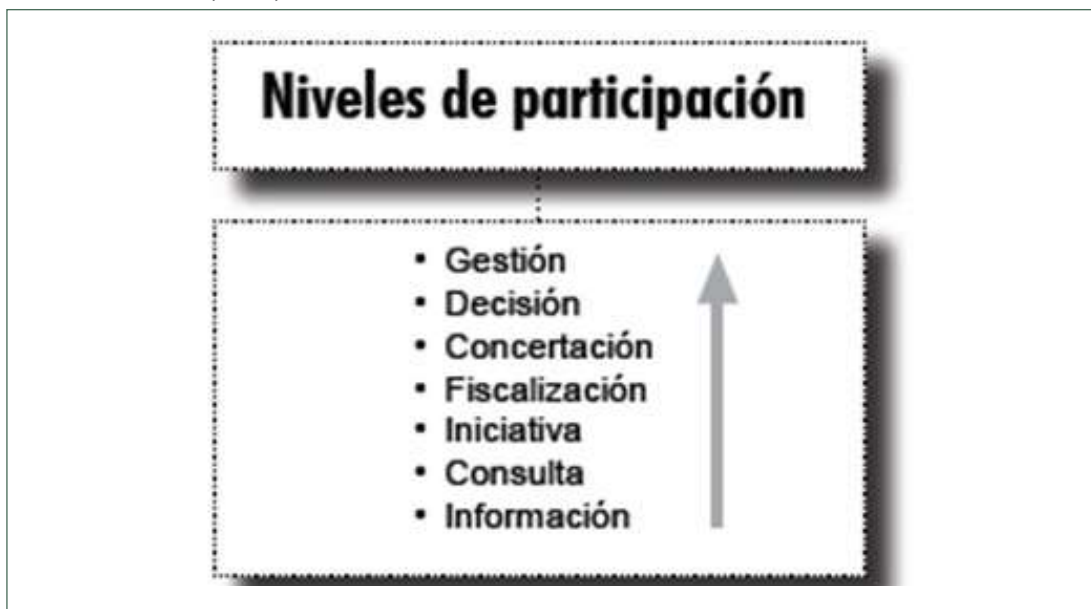 Niveles de participación
• Gestión
• Decisión
• Concertación
• Fiscalización
• Iniciativa
• Consulta
• Información